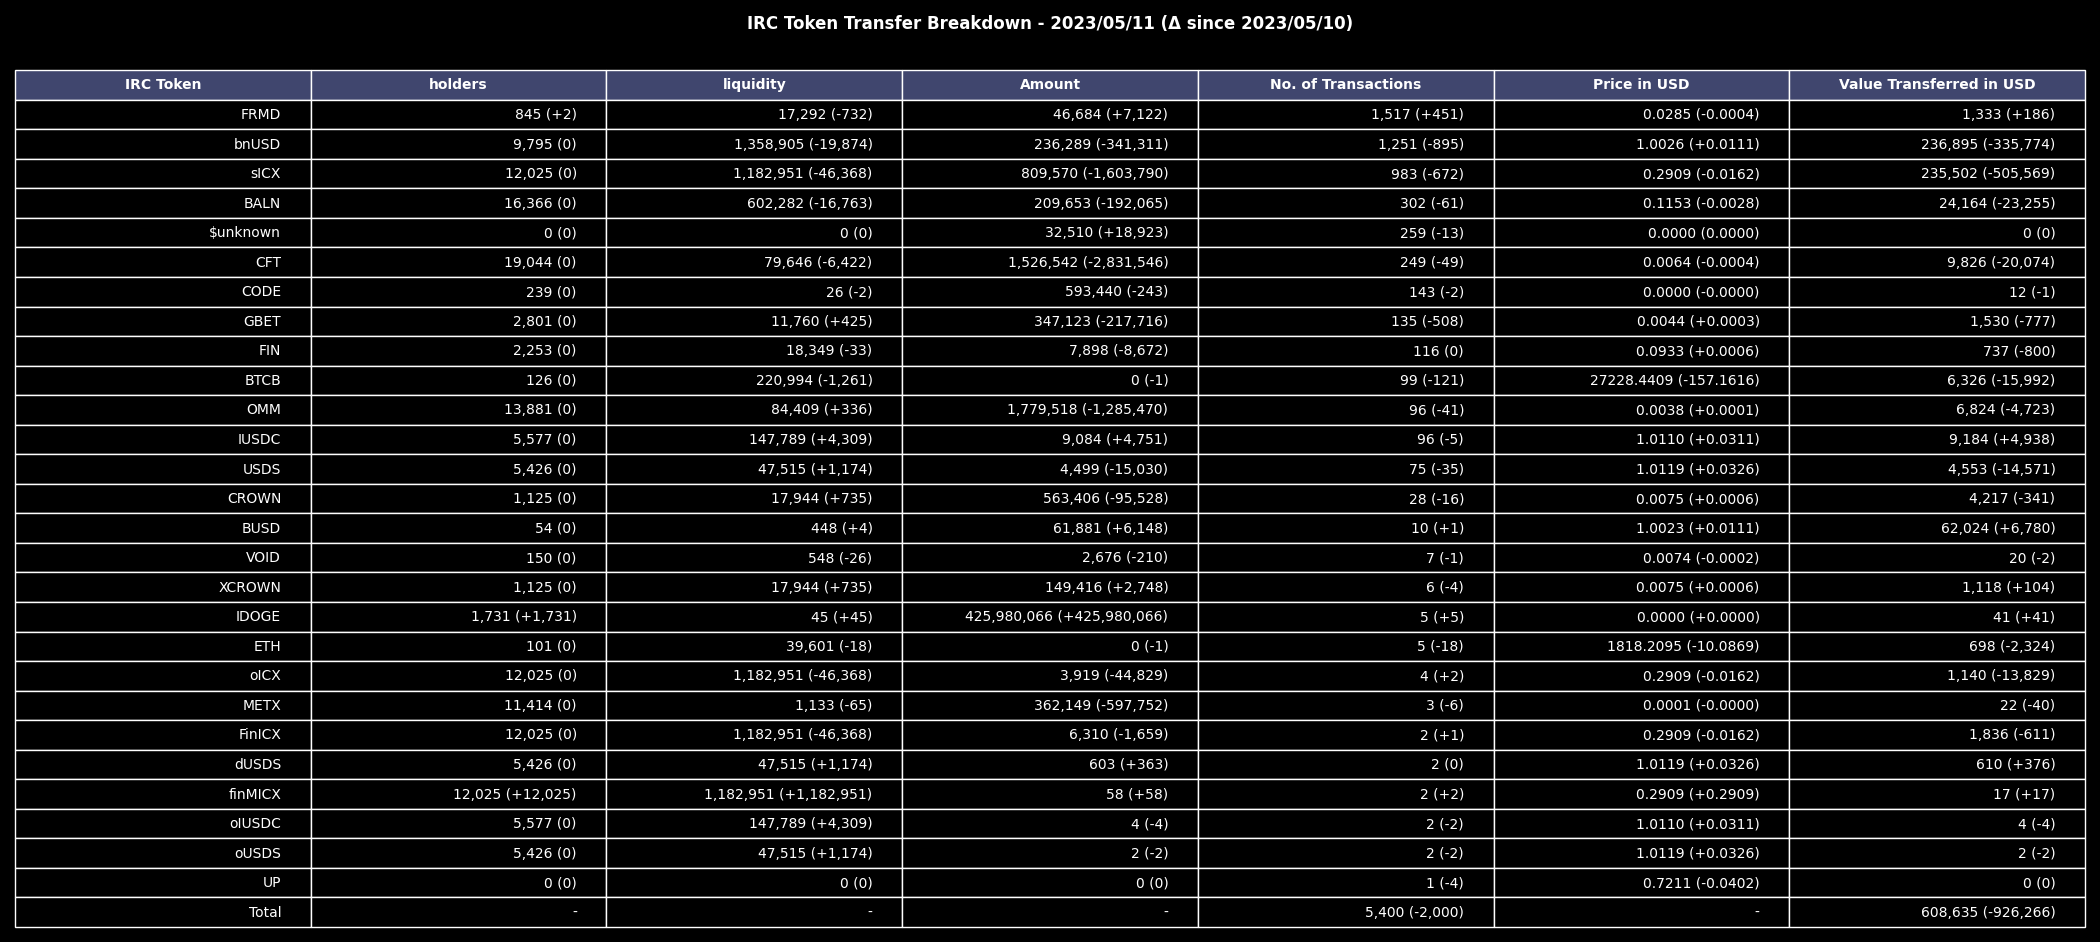 IRC Token Transfer Breakdown - 2023/05/11 (Δ since 2023/05/10)
IRC Token holders liquidity Amount No. of Transactions Price in USD Value Transferred in USD
FRMD 845 (+2) 17,292 (-732) 46,684 (+7,122) 1,517 (+451) 0.0285 (-0.0004) 1,333 (+186)
bnUSD 9,795 (0) 1,358,905 (-19,874) 236,289 (-341,311) 1,251 (-895) 1.0026 (+0.0111) 236,895 (-335,774)
sICX 12,025 (0) 1,182,951 (-46,368) 809,570 (-1,603,790) 983 (-672) 0.2909 (-0.0162) 235,502 (-505,569)
BALN 16,366 (0) 602,282 (-16,763) 209,653 (-192,065) 302 (-61) 0.1153 (-0.0028) 24,164 (-23,255)
$unknown 0 (0) 0 (0) 32,510 (+18,923) 259 (-13) 0.0000 (0.0000) 0 (0)
CFT 19,044 (0) 79,646 (-6,422) 1,526,542 (-2,831,546) 249 (-49) 0.0064 (-0.0004) 9,826 (-20,074)
CODE 239 (0) 26 (-2) 593,440 (-243) 143 (-2) 0.0000 (-0.0000) 12 (-1)
GBET 2,801 (0) 11,760 (+425) 347,123 (-217,716) 135 (-508) 0.0044 (+0.0003) 1,530 (-777)
FIN 2,253 (0) 18,349 (-33) 7,898 (-8,672) 116 (0) 0.0933 (+0.0006) 737 (-800)
BTCB 126 (0) 220,994 (-1,261) 0 (-1) 99 (-121) 27228.4409 (-157.1616) 6,326 (-15,992)
OMM 13,881 (0) 84,409 (+336) 1,779,518 (-1,285,470) 96 (-41) 0.0038 (+0.0001) 6,824 (-4,723)
IUSDC 5,577 (0) 147,789 (+4,309) 9,084 (+4,751) 96 (-5) 1.0110 (+0.0311) 9,184 (+4,938)
USDS 5,426 (0) 47,515 (+1,174) 4,499 (-15,030) 75 (-35) 1.0119 (+0.0326) 4,553 (-14,571)
CROWN 1,125 (0) 17,944 (+735) 563,406 (-95,528) 28 (-16) 0.0075 (+0.0006) 4,217 (-341)
BUSD 54 (0) 448 (+4) 61,881 (+6,148) 10 (+1) 1.0023 (+0.0111) 62,024 (+6,780)
VOID 150 (0) 548 (-26) 2,676 (-210) 7 (-1) 0.0074 (-0.0002) 20 (-2)
XCROWN 1,125 (0) 17,944 (+735) 149,416 (+2,748) 6 (-4) 0.0075 (+0.0006) 1,118 (+104)
IDOGE 1,731 (+1,731) 45 (+45) 425,980,066 (+425,980,066) 5 (+5) 0.0000 (+0.0000) 41 (+41)
ETH 101 (0) 39,601 (-18) 0 (-1) 5 (-18) 1818.2095 (-10.0869) 698 (-2,324)
oICX 12,025 (0) 1,182,951 (-46,368) 3,919 (-44,829) 4 (+2) 0.2909 (-0.0162) 1,140 (-13,829)
METX 11,414 (0) 1,133 (-65) 362,149 (-597,752) 3 (-6) 0.0001 (-0.0000) 22 (-40)
FinICX 12,025 (0) 1,182,951 (-46,368) 6,310 (-1,659) 2 (+1) 0.2909 (-0.0162) 1,836 (-611)
dUSDS 5,426 (0) 47,515 (+1,174) 603 (+363) 2 (0) 1.0119 (+0.0326) 610 (+376)
finMICX 12,025 (+12,025) 1,182,951 (+1,182,951) 58 (+58) 2 (+2) 0.2909 (+0.2909) 17 (+17)
oIUSDC 5,577 (0) 147,789 (+4,309) 4 (-4) 2 (-2) 1.0110 (+0.0311) 4 (-4)
oUSDS 5,426 (0) 47,515 (+1,174) 2 (-2) 2 (-2) 1.0119 (+0.0326) 2 (-2)
UP 0 (0) 0 (0) 0 (0) 1 (-4) 0.7211 (-0.0402) 0 (0)
Total - - - 5,400 (-2,000) - 608,635 (-926,266)